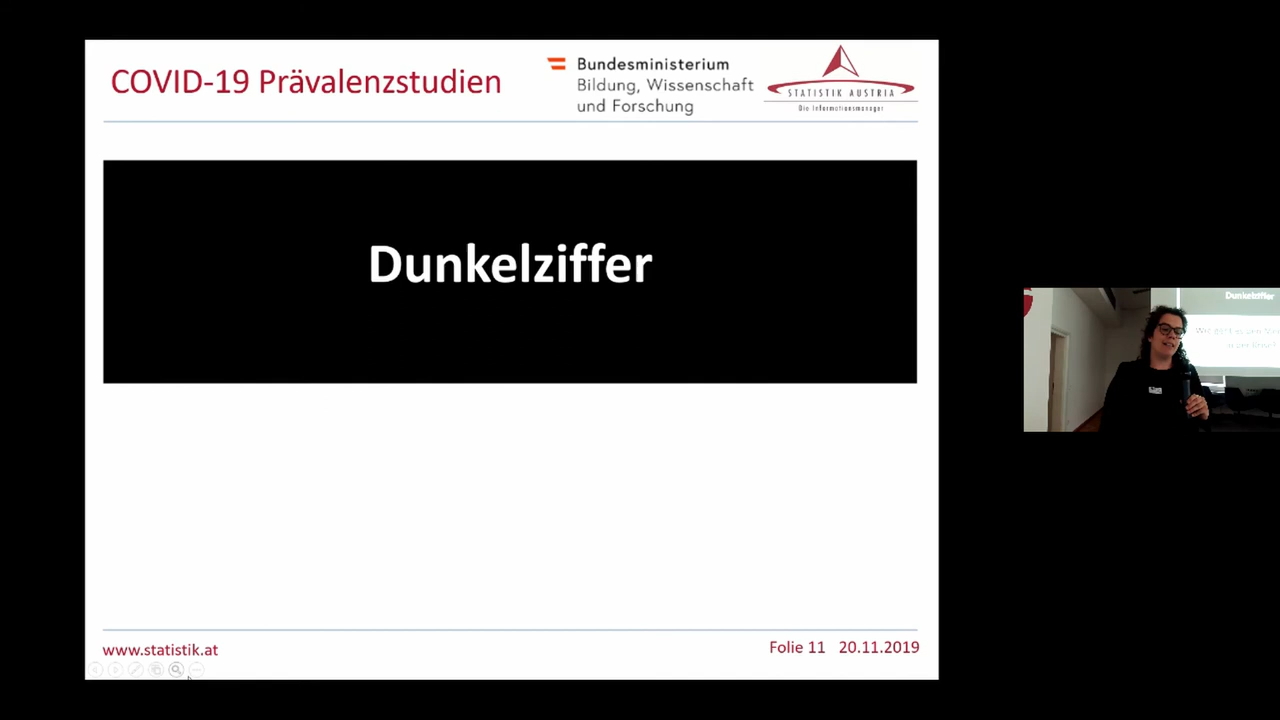 COVID-19 Prävalenzstudien
Bundesministerium
Bildung, Wissenschaft
und Forschung
STATISTIK AUSTRIA
Die Informationsmanager
Dunkelziffer
www.statistik.at
Folie 11 20.11.2019
Dunkelziffer